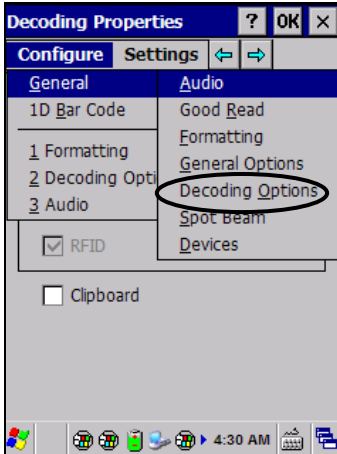 Decoding Properties ? OK ×
Configure Settings
General
1D Bar Code
1 Formatting
2 Decoding Opti
3 Audio
Audio
Good Read
Formatting
General Options
Decoding Options
Spot Beam
Devices
RFID
Clipboard
4:30 AM